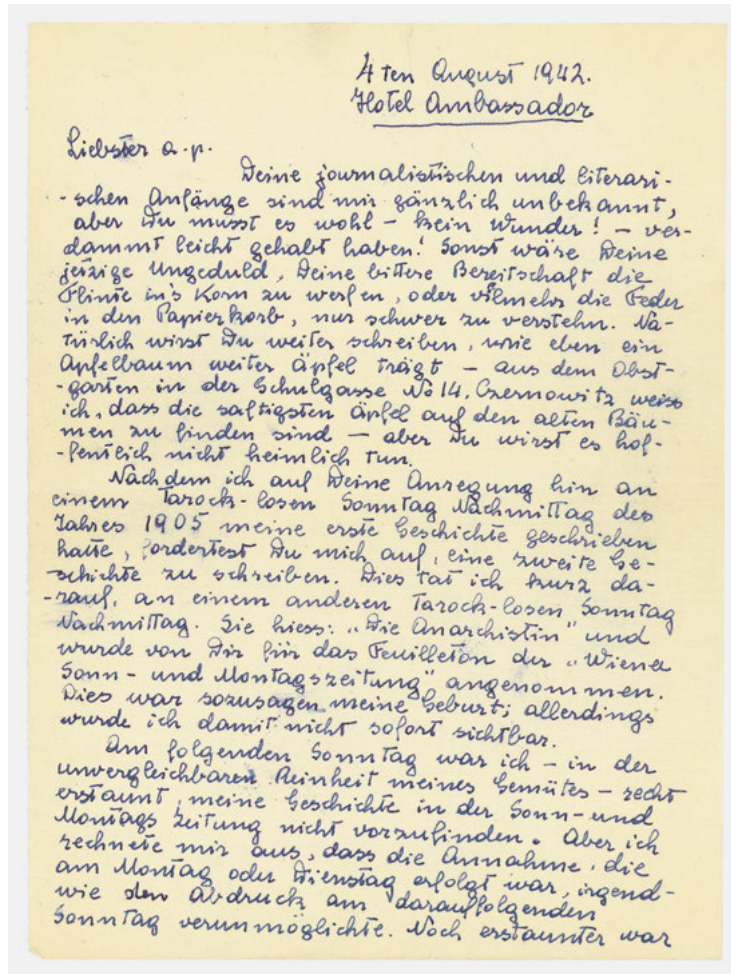 4ten August 1942.
Hotel Ambassador
Liebster a.p.
Deine journalistischen und literari-
-schen Anfänge sind mir gänzlich unbekannt,
aber Du musst es wohl – kein Wunder! – ver-
dammt leicht gehabt haben! Sonst wäre Deine
jetzige Ungeduld, Deine bittere Bereitschaft die
Flinte in's Korn zu werfen, oder vilmehr die Feder
in den Papierkorb, nur schwer zu verstehn. Na-
türlich wirst Du weiter schreiben, wie eben ein
Apfelbaum weiter Äpfel trägt – aus dem Obst-
-garten in der Schulgasse No 14. Czernowitz weiss
ich, dass die saftigsten Äpfel auf den alten Bäu-
men zu finden sind – aber Du wirst es hof-
-fentlich nicht heimlich tun.
Nachdem ich auf Deine Anregung hin an
einem Tarock-losen Sonntag Nachmittag des
Jahres 1905 meine erste Geschichte geschrieben
hatte, fordertest Du mich auf, eine zweite Ge-
-schichte zu schreiben. Dies tat ich kurz da-
-rauf, an einem anderen Tarock-losen Sonntag
Nachmittag. Sie hiess: „Die Anarchistin" und
wurde von Dir für das Feuilleton der „Wiener
Sonn- und Montagszeitung" angenommen.
Dies war sozusagen meine Geburt; allerdings
wurde ich damit nicht sofort sichtbar.
Am folgenden Sonntag war ich – in der
unvergleichbaren Reinheit meines Gemütes – recht
erstaunt, meine Geschichte in der Sonn- und
Montags Zeitung nicht vorzufinden. Aber ich
rechnete mir aus, dass die Annahme, die
am Montag oder Dienstag erfolgt war, irgend-
wie den Abdruck am darauffolgenden
Sonntag verunmöglichte. Noch erstaunter war